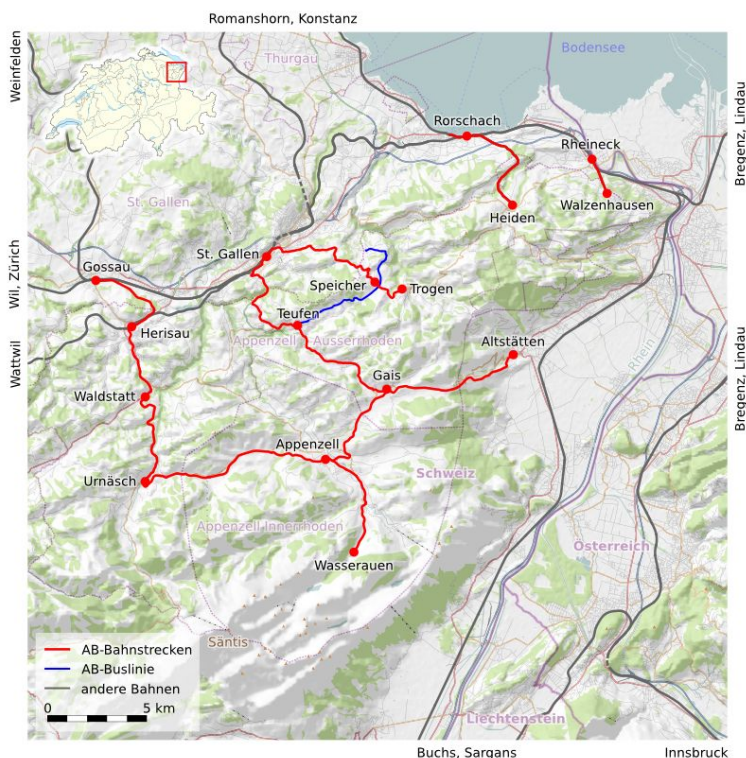 Romanshorn, Konstanz
Weinfelden
Bodensee
Thurgau
Rorschach
Rheineck
Bregenz, Lindau
St. Gallen
Heiden
Walzenhausen
St. Gallen
Wil, Zürich
Gossau
Speicher
Trogen
Teufen
Herisau
Appenzell Ausserrhoden
Altstätten
Rhein
Wattwil
Bregenz, Lindau
Gais
Waldstatt
Appenzell
Schweiz
Urnäsch
Appenzell Innerrhoden
Österreich
Wasserauen
Säntis
AB-Bahnstrecken
AB-Buslinie
andere Bahnen
0 5 km
Liechtenstein
Buchs, Sargans
Innsbruck